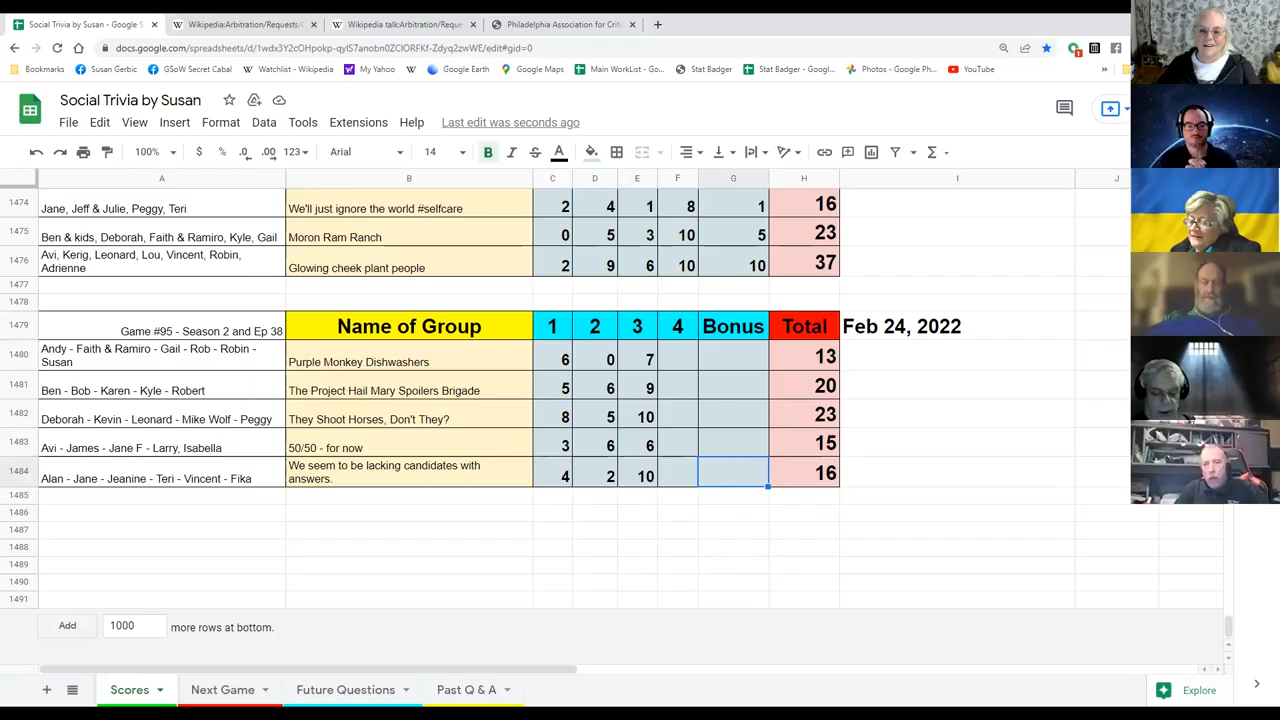 Social Trivia by Susan - Google S
Wikipedia:Arbitration/Requests/
Wikipedia talk:Arbitration/Reque
Philadelphia Association for Crit
docs.google.com/spreadsheets/d/1wdx3Y2cOHpokp-qylS7anobn0ZClORFKf-Zdyq2zwWE/edit#gid=0
Bookmarks Susan Gerbic GSoW Secret Cabal Watchlist - Wikipedia My Yahoo Google Earth Google Maps Main WorkList - Go... Stat Badger Stat Badger - Googl... Photos - Google Ph... YouTube
Social Trivia by Susan
File Edit View Insert Format Data Tools Extensions Help Last edit was seconds ago
100% $ % .0 .00 123 Arial 14 B I S A
A B C D E F G H I J
1474 Jane, Jeff & Julie, Peggy, Teri We'll just ignore the world #selfcare 2 4 1 8 1 16
1475 Ben & kids, Deborah, Faith & Ramiro, Kyle, Gail Moron Ram Ranch 0 5 3 10 5 23
1476 Avi, Kerig, Leonard, Lou, Vincent, Robin,
Adrienne Glowing cheek plant people 2 9 6 10 10 37
1477
1478
1479 Game #95 - Season 2 and Ep 38 Name of Group 1 2 3 4 Bonus Total Feb 24, 2022
1480 Andy - Faith & Ramiro - Gail - Rob - Robin -
Susan Purple Monkey Dishwashers 6 0 7 13
1481 Ben - Bob - Karen - Kyle - Robert The Project Hail Mary Spoilers Brigade 5 6 9 20
1482 Deborah - Kevin - Leonard - Mike Wolf - Peggy They Shoot Horses, Don't They? 8 5 10 23
1483 Avi - James - Jane F - Larry, Isabella 50/50 - for now 3 6 6 15
1484 Alan - Jane - Jeanine - Teri - Vincent - Fika We seem to be lacking candidates with
answers. 4 2 10 16
1485
1486
1487
1488
1489
1490
1491
Add 1000 more rows at bottom.
Scores Next Game Future Questions Past Q & A Explore